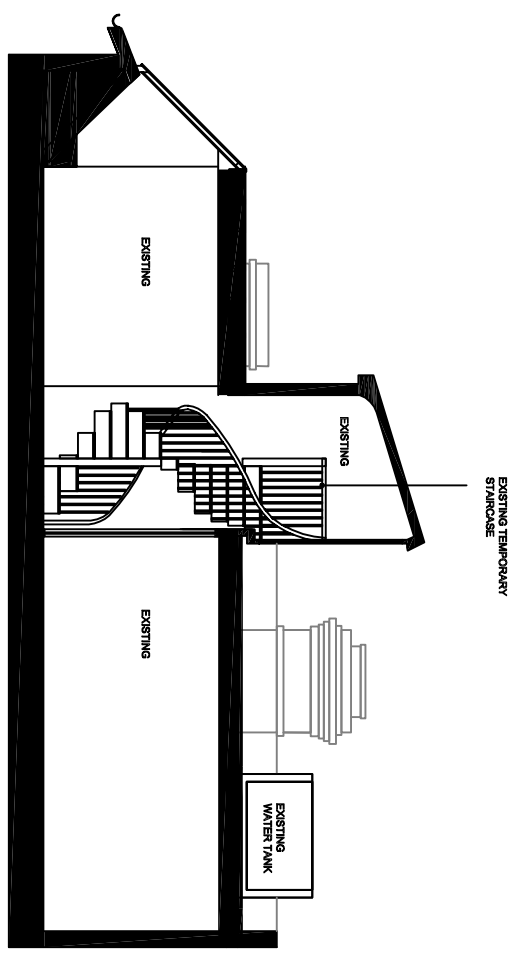 EXISTING TEMPORARY
STAIRCASE
EXISTING
EXISTING
EXISTING
EXISTING
WATER TANK